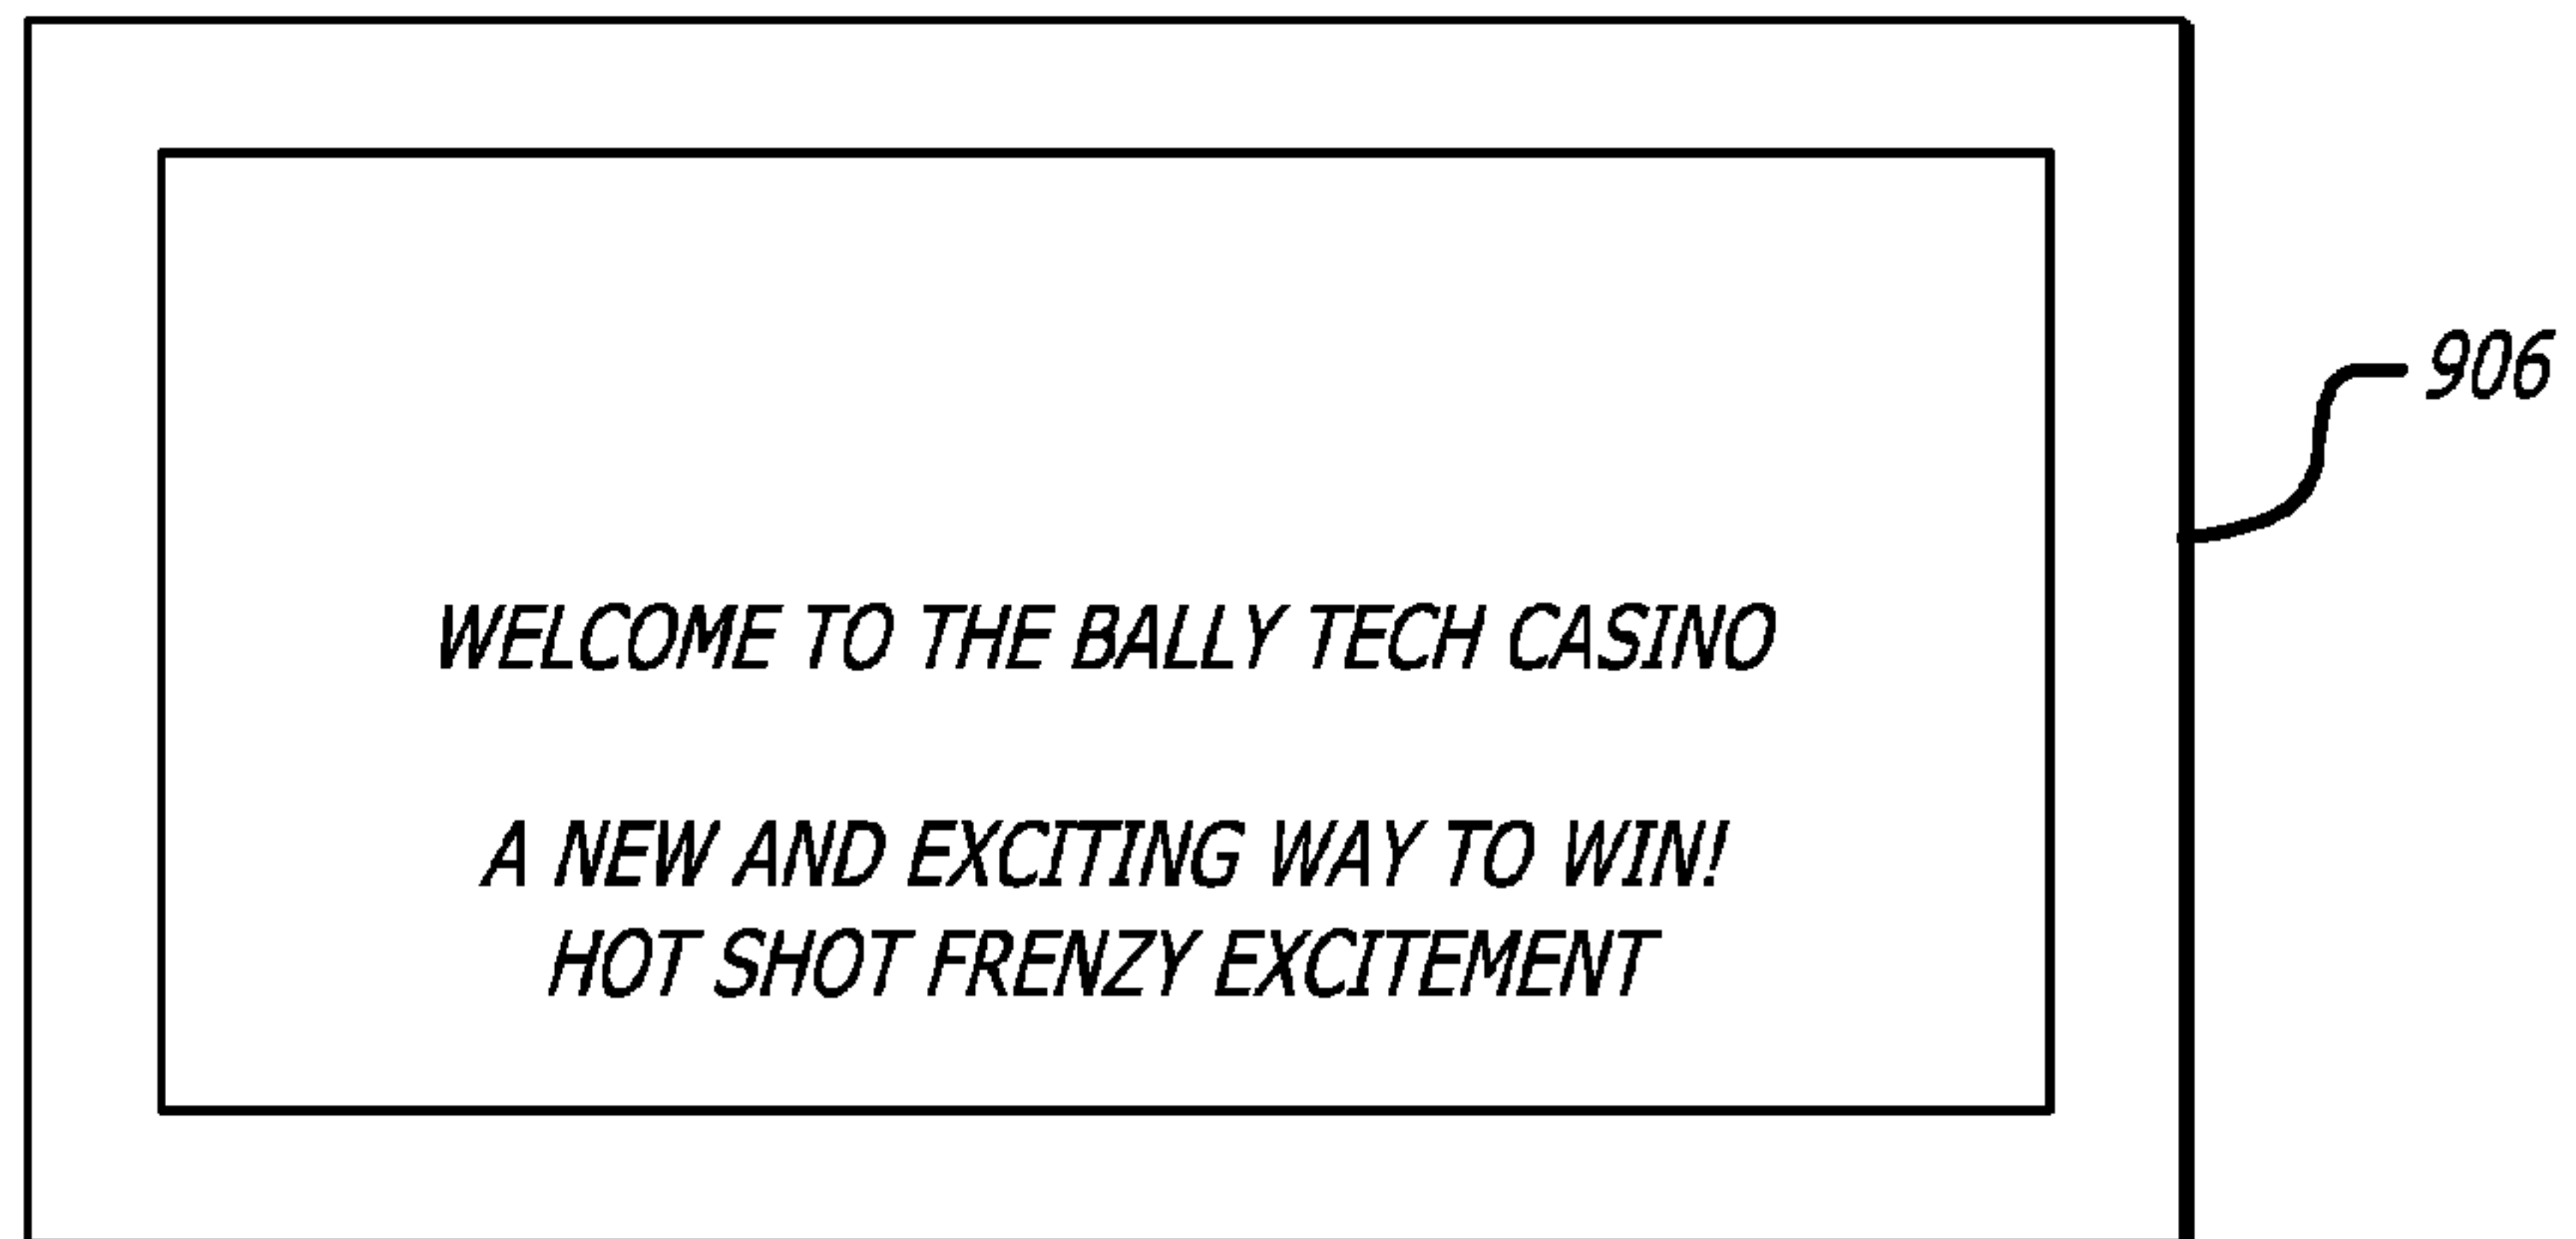 906
WELCOME TO THE BALLY TECH CASINO
A NEW AND EXCITING WAY TO WIN!
HOT SHOT FRENZY EXCITEMENT